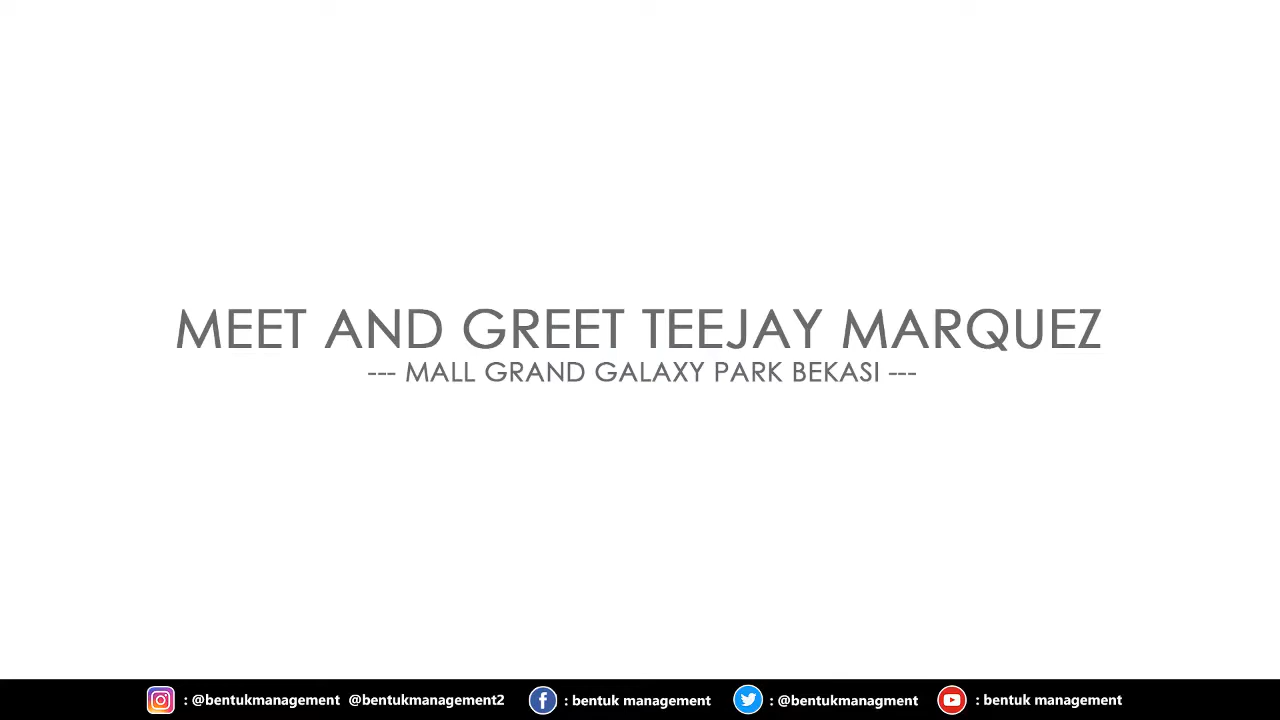 MEET AND GREET TEEJAY MARQUEZ
--- MALL GRAND GALAXY PARK BEKASI ---
: @bentukmanagement @bentukmanagement2 : bentuk management : @bentukmanagment : bentuk management